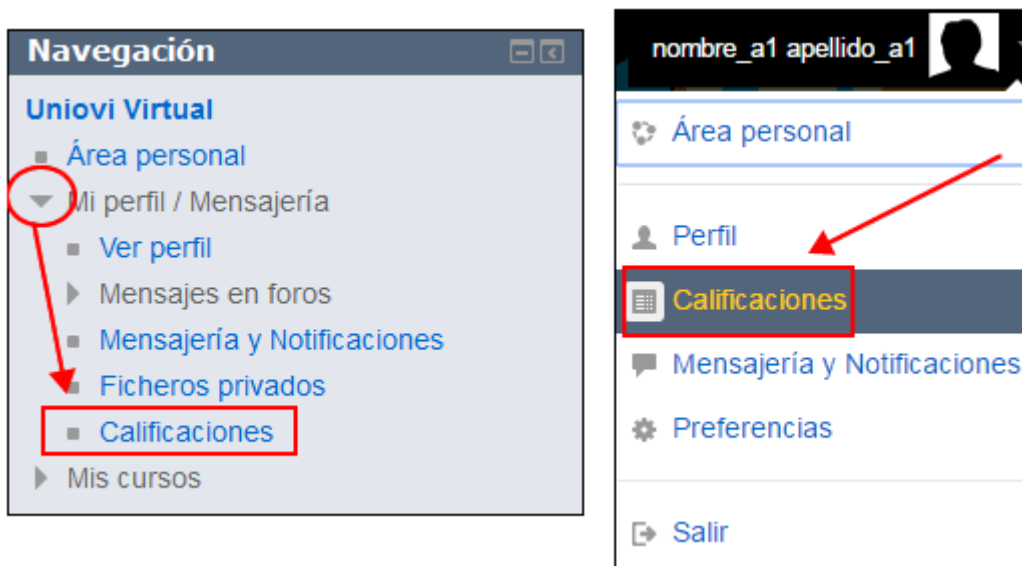 Navegación
Uniovi Virtual
Área personal
Mi perfil / Mensajería
Ver perfil
Mensajes en foros
Mensajería y Notificaciones
Ficheros privados
Calificaciones
Mis cursos
nombre_a1 apellido_a1
Área personal
Perfil
Calificaciones
Mensajería y Notificaciones
Preferencias
Salir